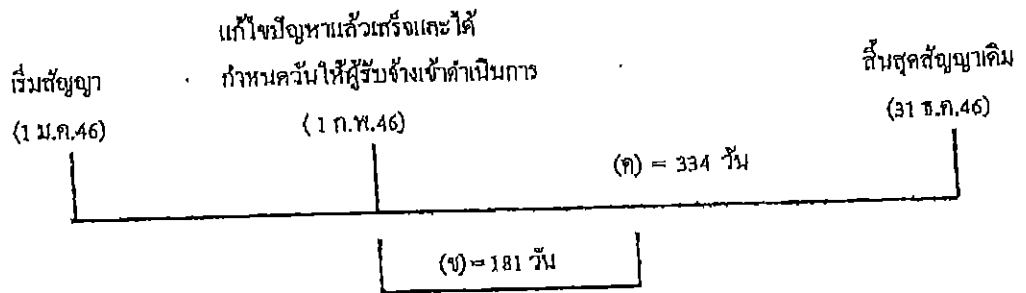 แก้ไขปัญหาแล้วเสร็จและได้
เริ่มสัญญา กำหนดวันให้ผู้รับจ้างเข้าดำเนินการ สิ้นสุดสัญญาเดิม
(1 ม.ค.46) (1 ก.พ.46) (31 ธ.ค.46)
(ค) = 334 วัน
(ข) = 181 วัน